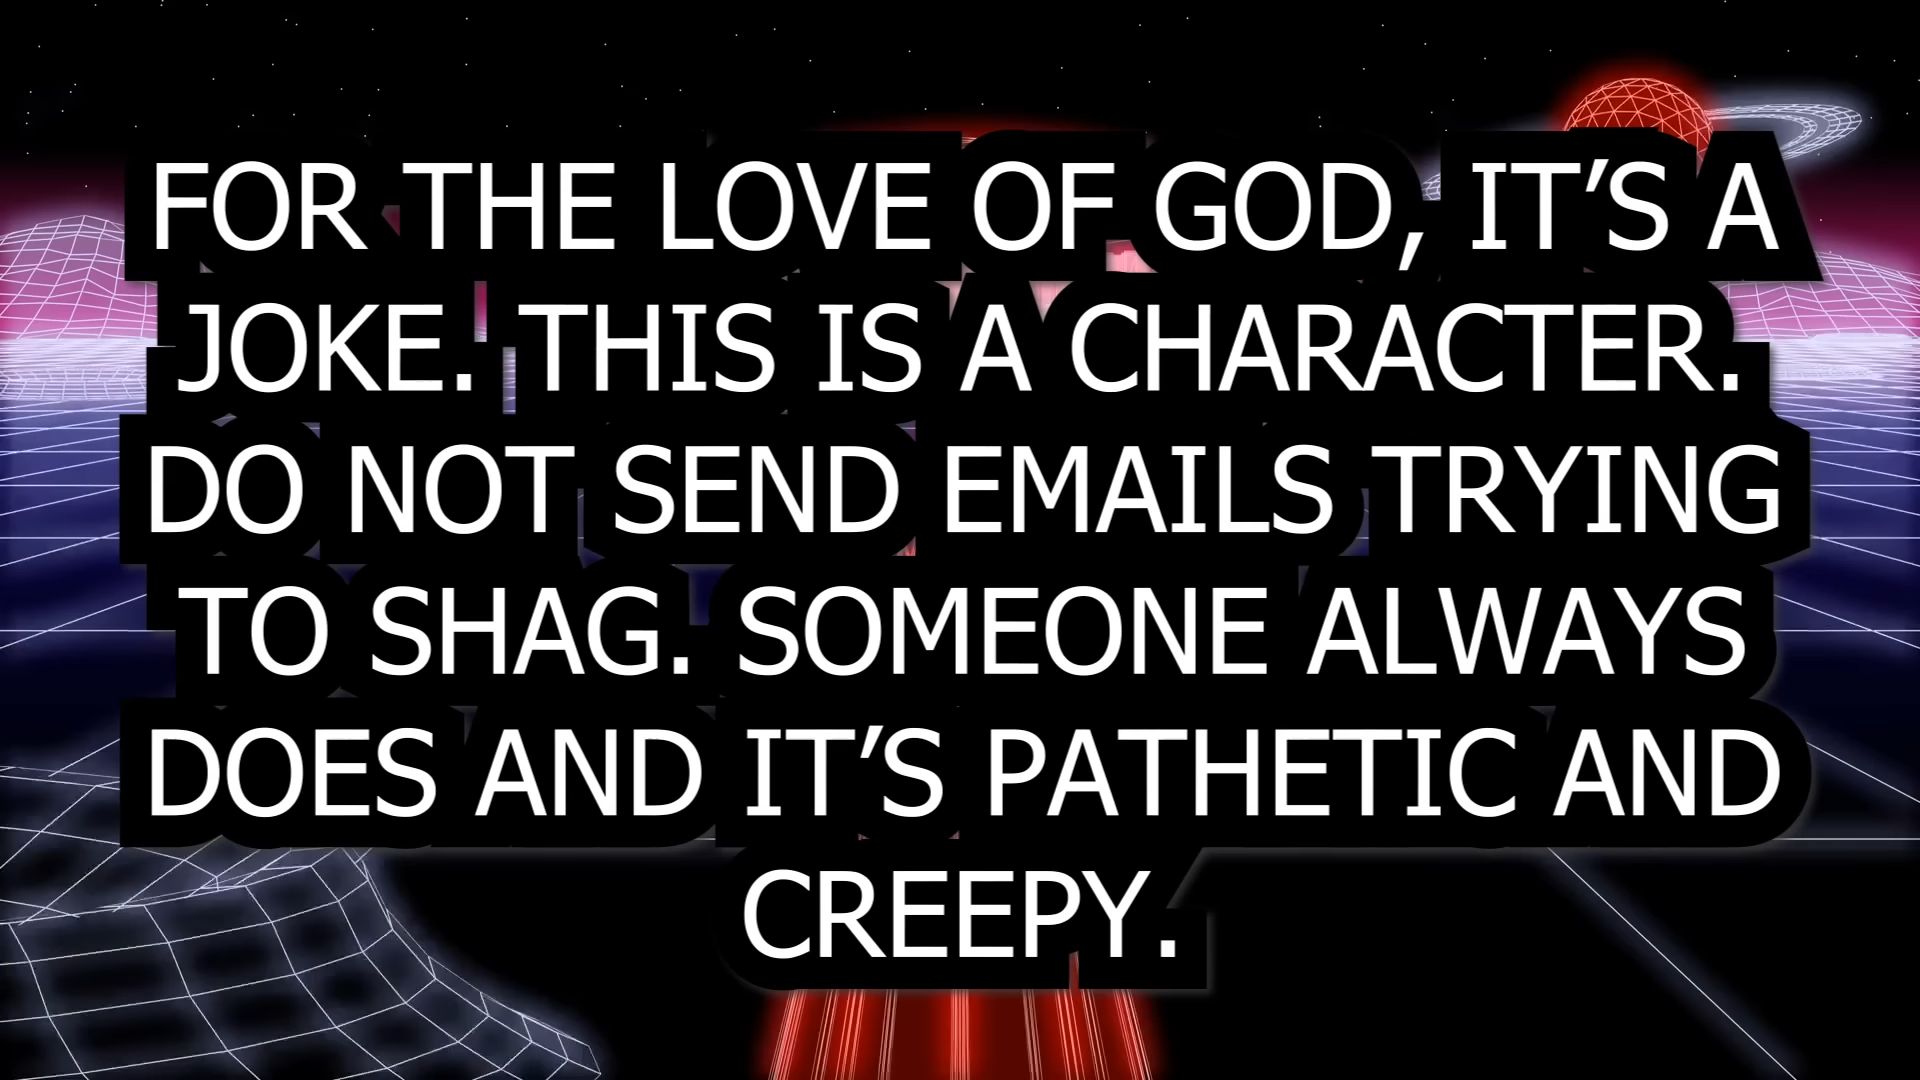 FOR THE LOVE OF GOD, IT’S A
JOKE. THIS IS A CHARACTER.
DO NOT SEND EMAILS TRYING
TO SHAG. SOMEONE ALWAYS
DOES AND IT’S PATHETIC AND
CREEPY.